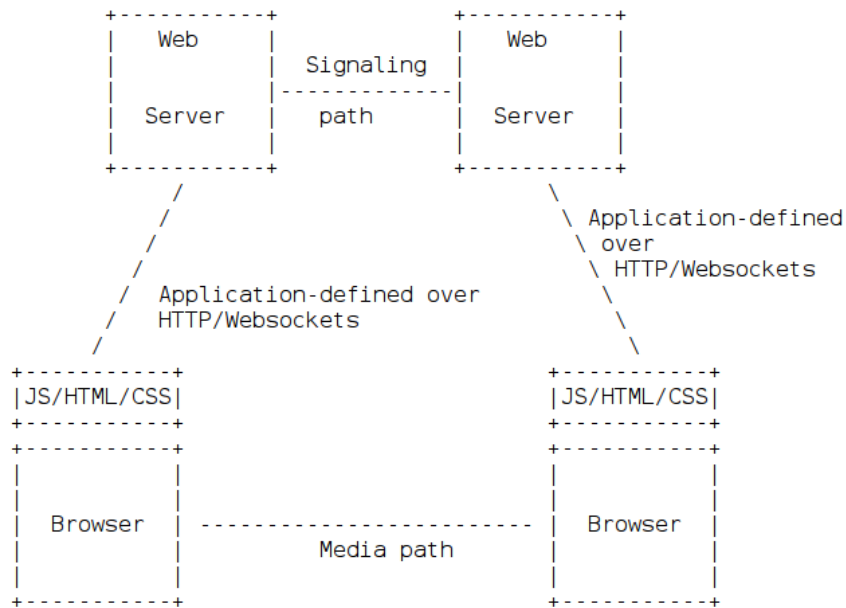 Web Web
Signaling
Server path Server
Application-defined
over
HTTP/Websockets
Application-defined over
HTTP/Websockets
JS/HTML/CSS JS/HTML/CSS
Browser Browser
Media path